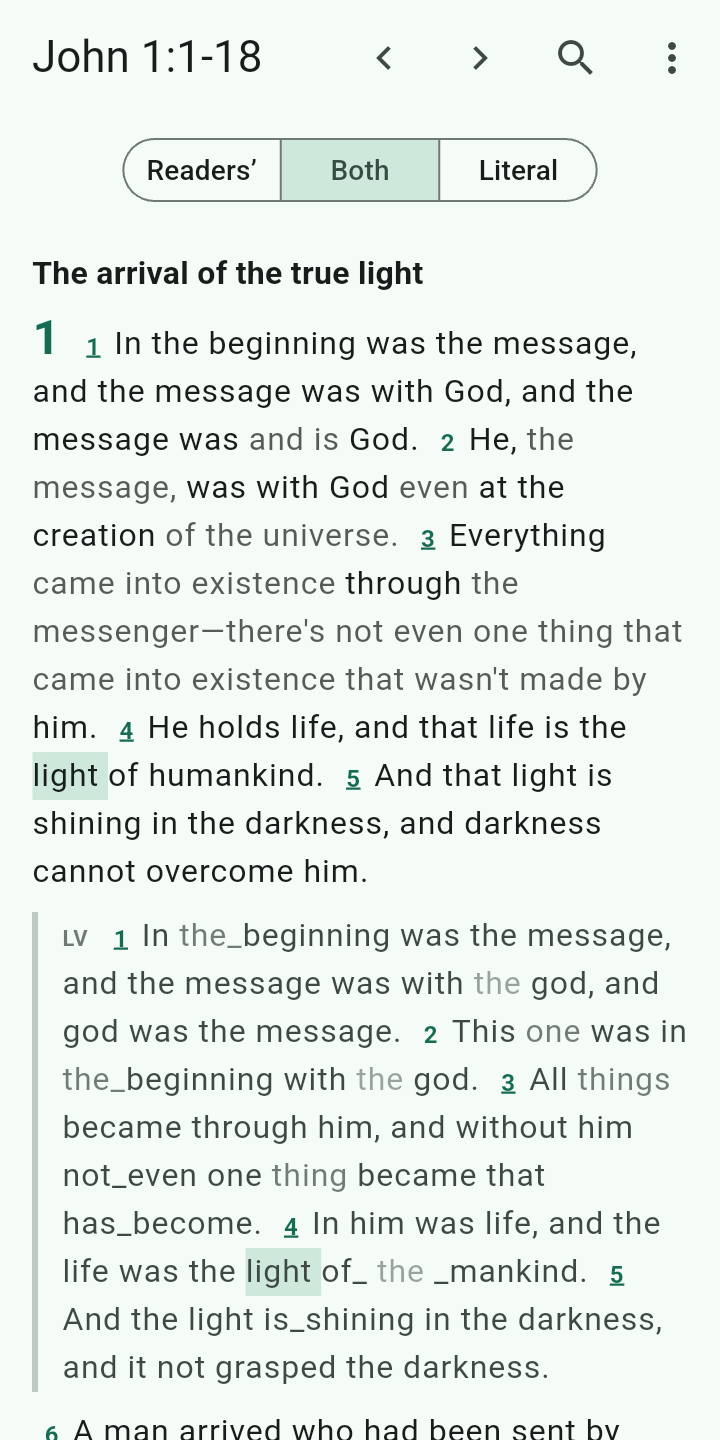 John 1:1-18
Readers’ Both Literal
The arrival of the true light
1 1 In the beginning was the message,
and the message was with God, and the
message was and is God. 2 He, the
message, was with God even at the
creation of the universe. 3 Everything
came into existence through the
messenger—there's not even one thing that
came into existence that wasn't made by
him. 4 He holds life, and that life is the
light of humankind. 5 And that light is
shining in the darkness, and darkness
cannot overcome him.
LV 1 In the_beginning was the message,
and the message was with the god, and
god was the message. 2 This one was in
the_beginning with the god. 3 All things
became through him, and without him
not_even one thing became that
has_become. 4 In him was life, and the
life was the light of_ the _mankind. 5
And the light is_shining in the darkness,
and it not grasped the darkness.
6 A man arrived who had been sent by